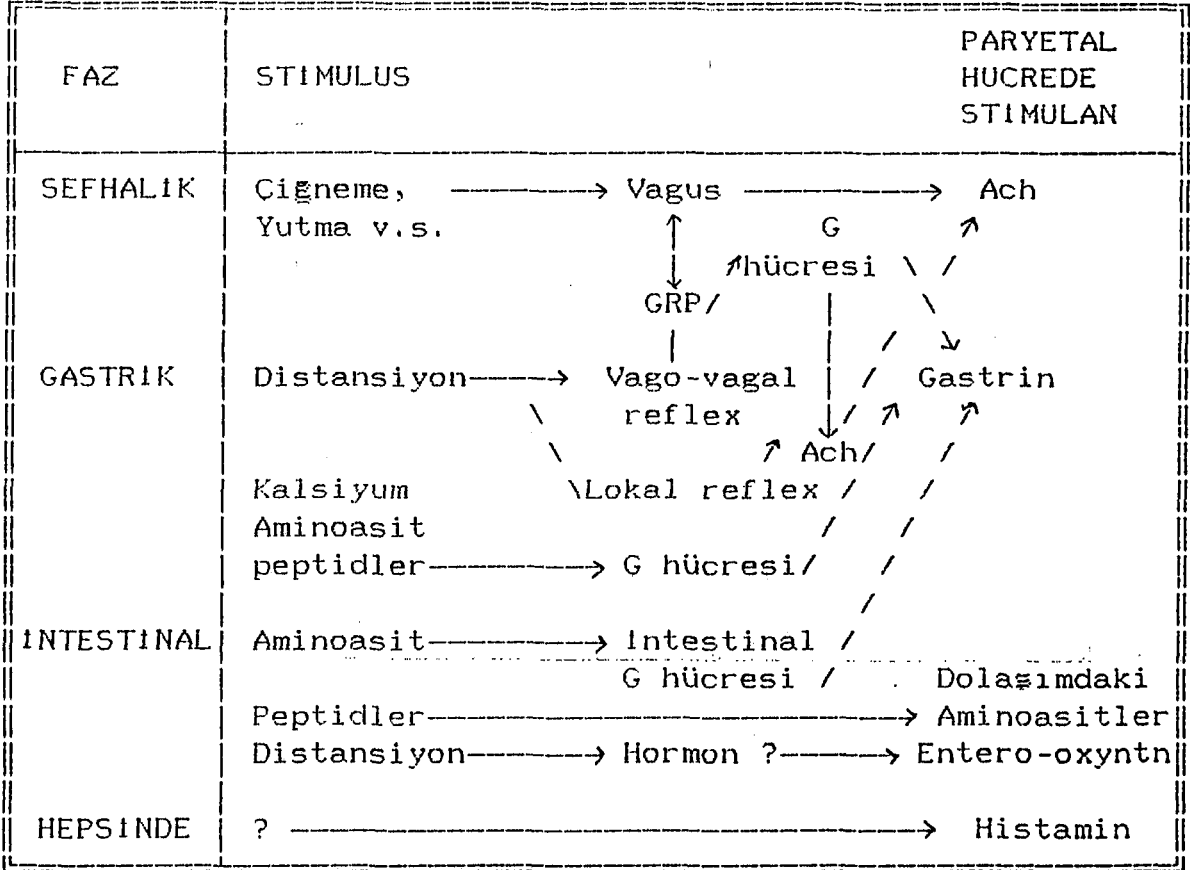 PARYETAL
FAZ STIMULUS HUCREDE
STIMULAN
SEFHALIK Çiğneme, ─────────→ Vagus ──────────→ Ach
Yutma v.s. ↑ G ↗
↓ ↗hücresi \ /
GRP/ | \
| | / ↘
GASTRIK Distansiyon─────→ Vago-vagal | / Gastrin
\ reflex | / ↗ ↗
\ ↗ Ach/ / /
Kalsiyum \Lokal reflex / /
Aminoasit / /
peptidler─────────→ G hücresi/ /
/
INTESTINAL Aminoasit─────────→ Intestinal /
G hücresi / Dolaşımdaki
Peptidler────────────────────────→ Aminoasitler
Distansiyon───────→ Hormon ?──────→ Entero-oxyntn
HEPSINDE ? ────────────────────────────────→ Histamin